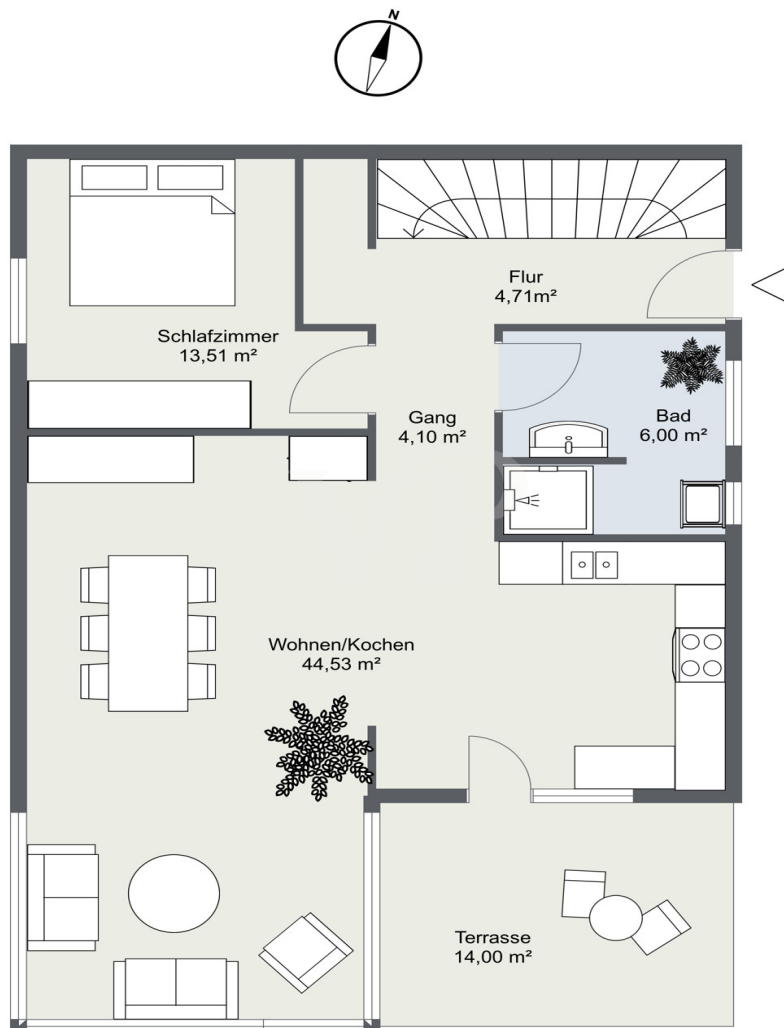 N
Flur
4,71m²
Schlafzimmer
13,51 m²
Gang
4,10 m²
Bad
6,00 m²
Wohnen/Kochen
44,53 m²
Terrasse
14,00 m²